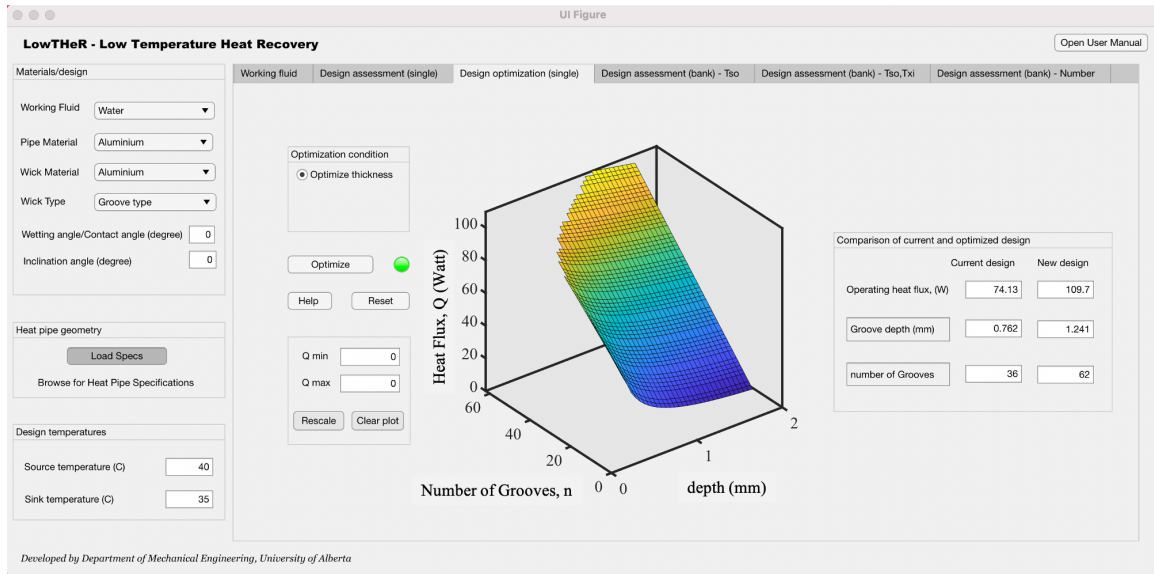 UI Figure
LowTHeR - Low Temperature Heat Recovery
Open User Manual
Materials/design
Working Fluid
Water
Pipe Material
Aluminium
Wick Material
Aluminium
Wick Type
Groove type
Wetting angle/Contact angle (degree)
0
Inclination angle (degree)
0
Heat pipe geometry
Load Specs
Browse for Heat Pipe Specifications
Design temperatures
Source temperature (C)
40
Sink temperature (C)
35
Working fluid
Design assessment (single)
Design optimization (single)
Design assessment (bank) - Tso
Design assessment (bank) - Tso,Txi
Design assessment (bank) - Number
Optimization condition
Optimize thickness
Optimize
Help
Reset
Q min
0
Q max
0
Rescale
Clear plot
Heat Flux, Q (Watt)
100
80
60
40
20
0
60
40
20
0
Number of Grooves, n
0
1
2
depth (mm)
Comparison of current and optimized design
Current design New design
Operating heat flux, (W) 74.13 109.7
Groove depth (mm) 0.762 1.241
number of Grooves 36 62
Developed by Department of Mechanical Engineering, University of Alberta